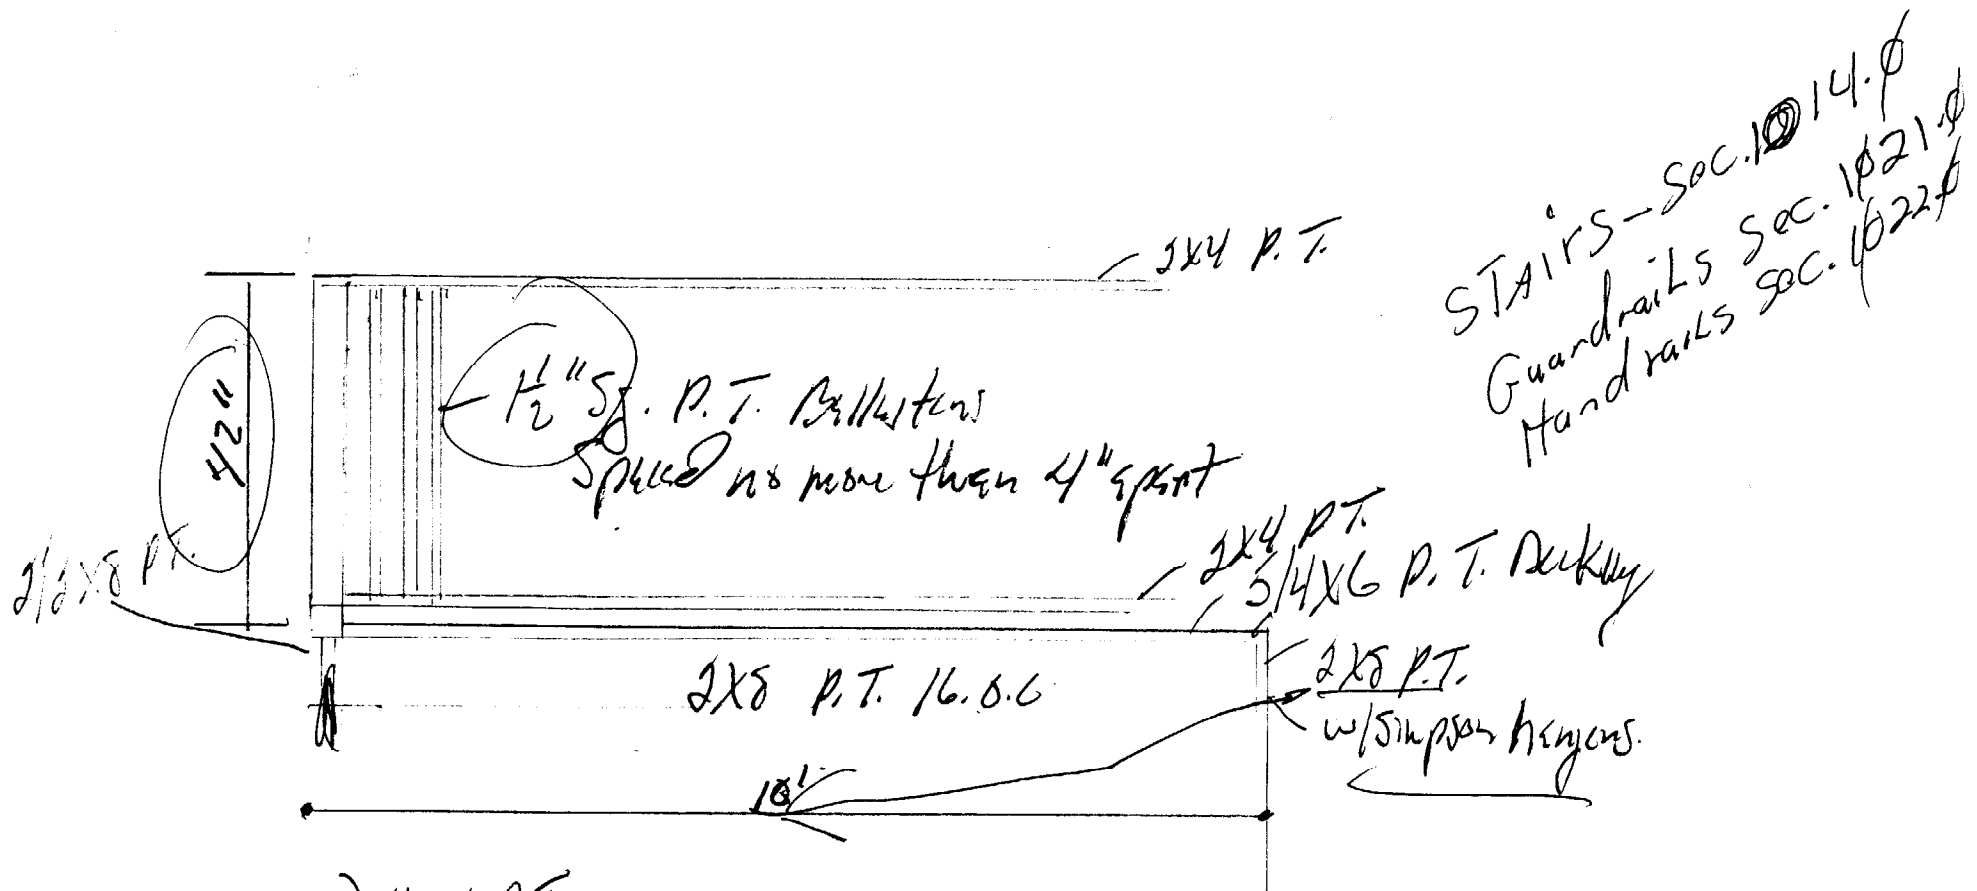 STAirs - Sec. 1014.0
Guardrails Sec. 1021.0
Handrails Sec. 1022.0
2X4 P.T.
42"
1 1/2" Sq. P.T. Ballusters
Spaced no more than 4" apart
2/2X8 P.T.
2X4 P.T.
5/4X6 P.T. Decking
2X8 P.T. 16.O.C
2X8 P.T.
w/Simpson hangers.
10'